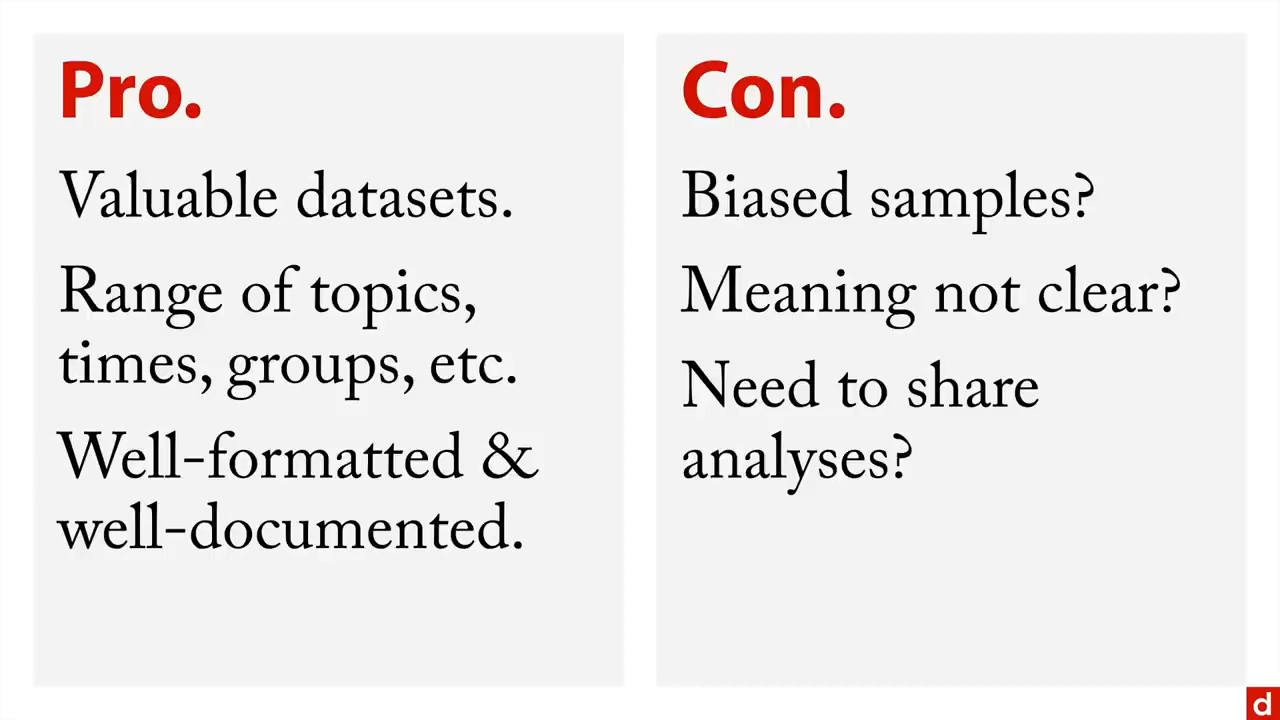 Pro.
Valuable datasets.
Range of topics,
times, groups, etc.
Well-formatted &
well-documented.
Con.
Biased samples?
Meaning not clear?
Need to share
analyses?
d